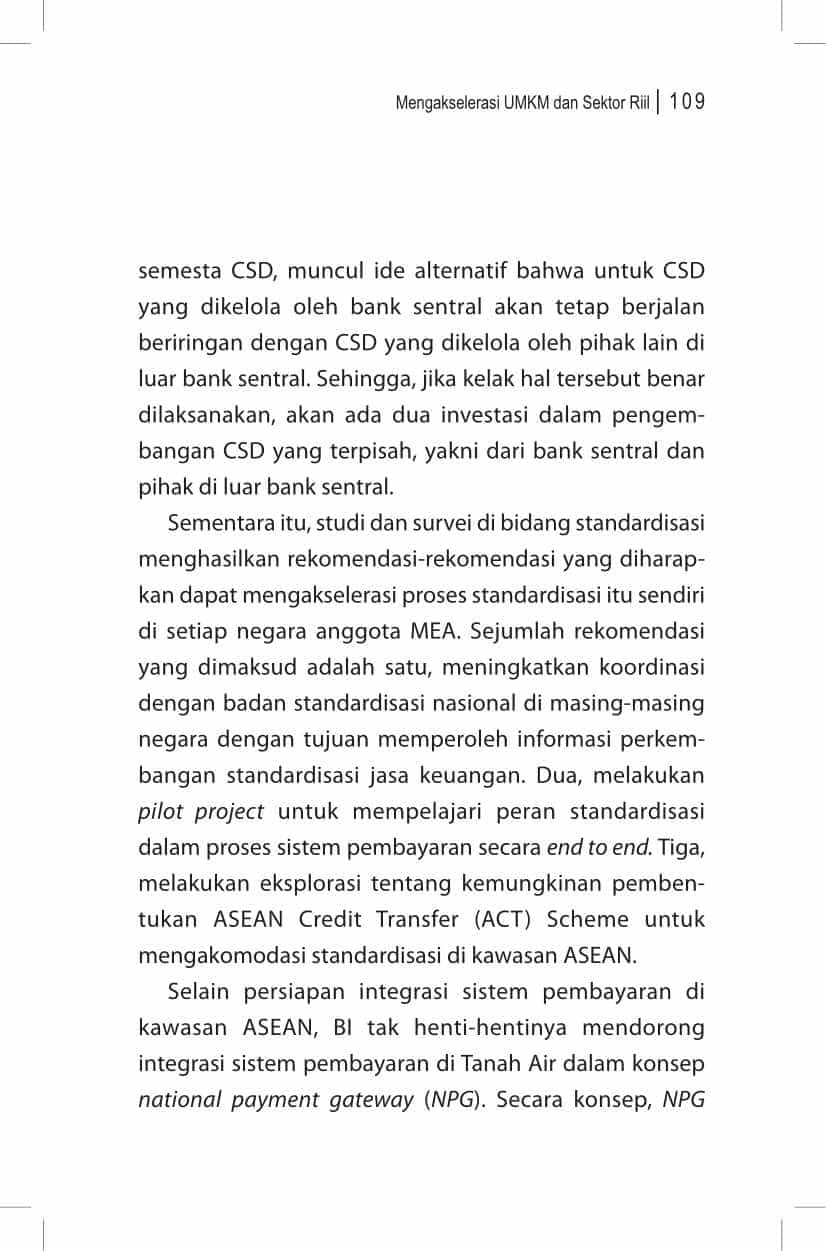 Mengakselerasi UMKM dan Sektor Riil | 109
semesta CSD, muncul ide alternatif bahwa untuk CSD
yang dikelola oleh bank sentral akan tetap berjalan
beriringan dengan CSD yang dikelola oleh pihak lain di
luar bank sentral. Sehingga, jika kelak hal tersebut benar
dilaksanakan, akan ada dua investasi dalam pengem-
bangan CSD yang terpisah, yakni dari bank sentral dan
pihak di luar bank sentral.
Sementara itu, studi dan survei di bidang standardisasi
menghasilkan rekomendasi-rekomendasi yang diharap-
kan dapat mengakselerasi proses standardisasi itu sendiri
di setiap negara anggota MEA. Sejumlah rekomendasi
yang dimaksud adalah satu, meningkatkan koordinasi
dengan badan standardisasi nasional di masing-masing
negara dengan tujuan memperoleh informasi perkem-
bangan standardisasi jasa keuangan. Dua, melakukan
pilot project untuk mempelajari peran standardisasi
dalam proses sistem pembayaran secara end to end. Tiga,
melakukan eksplorasi tentang kemungkinan pemben-
tukan ASEAN Credit Transfer (ACT) Scheme untuk
mengakomodasi standardisasi di kawasan ASEAN.
Selain persiapan integrasi sistem pembayaran di
kawasan ASEAN, BI tak henti-hentinya mendorong
integrasi sistem pembayaran di Tanah Air dalam konsep
national payment gateway (NPG). Secara konsep, NPG